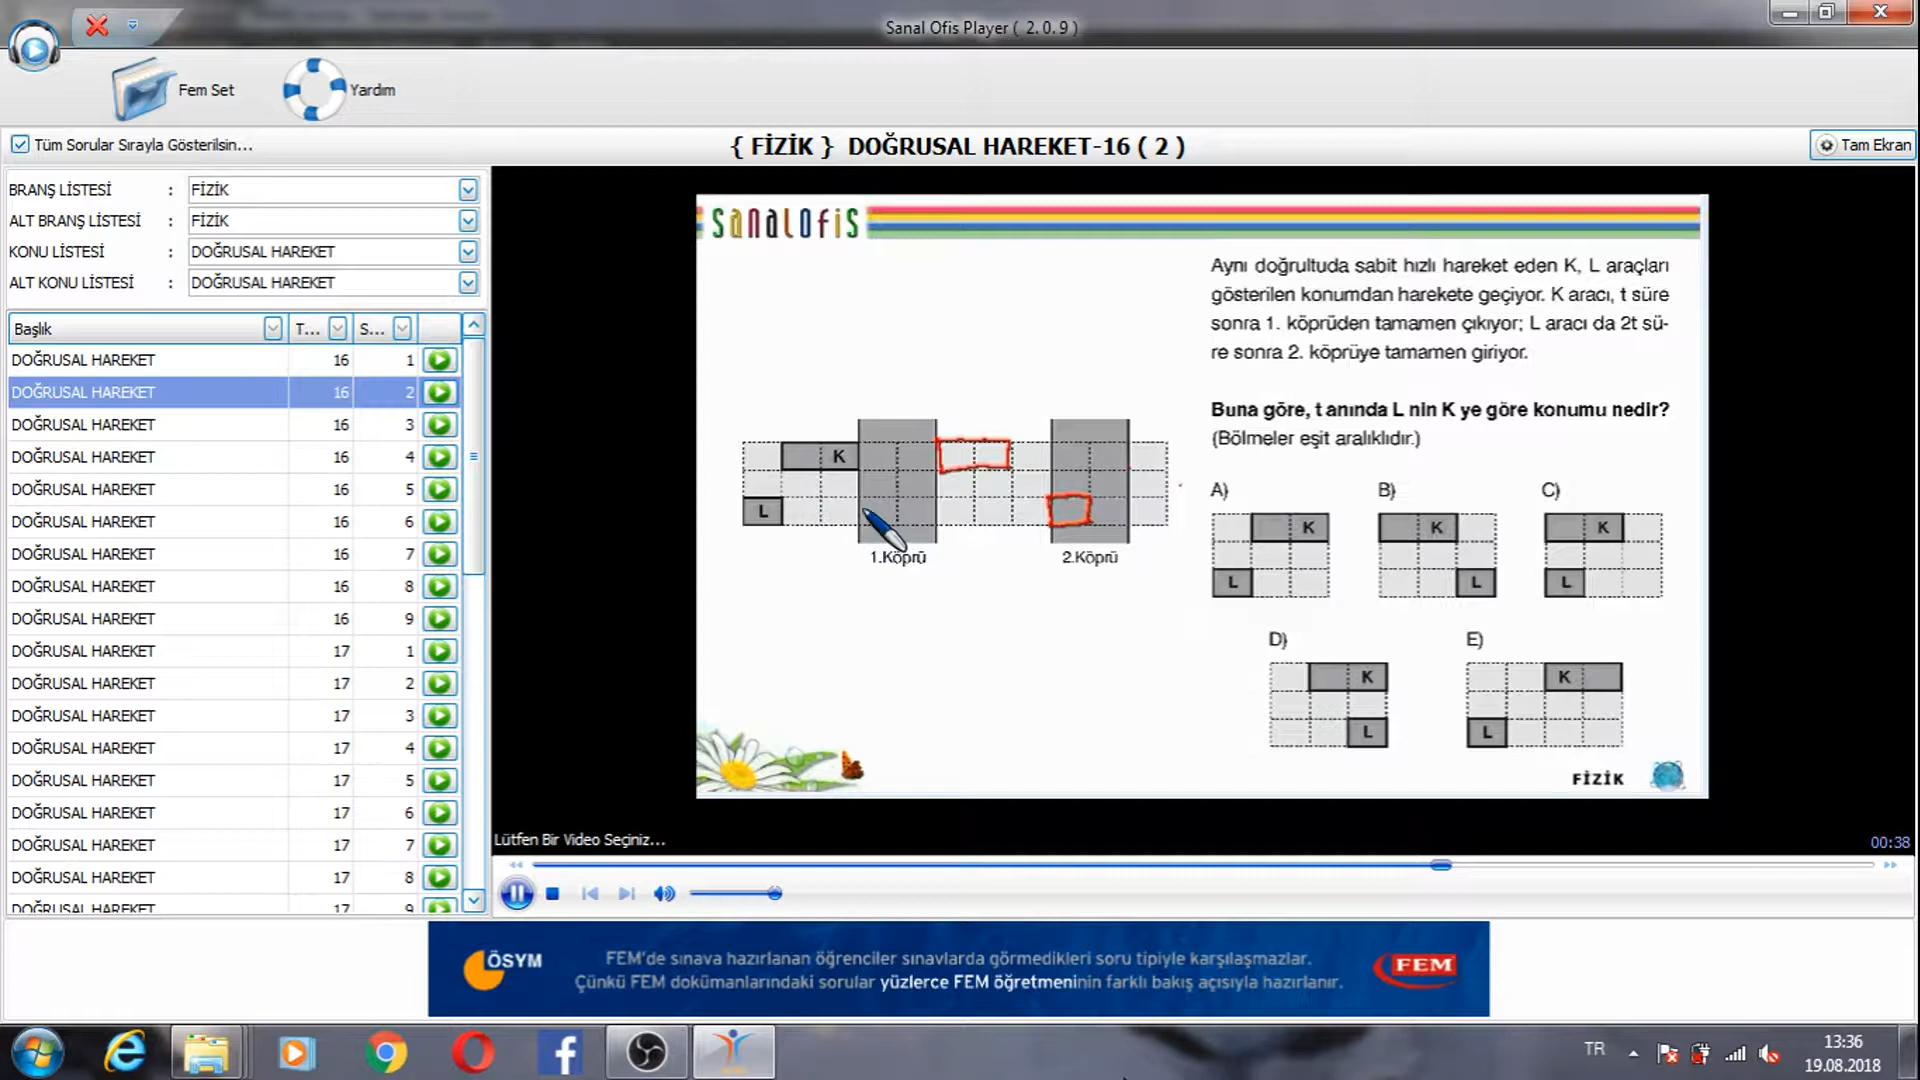 Sanal Ofis Player ( 2.0.9 )
Fem Set
Yardım
Tüm Sorular Sırayla Gösterilsin...
{ FİZİK } DOĞRUSAL HAREKET-16 ( 2 )
Tam Ekran
BRANŞ LİSTESİ : FİZİK
ALT BRANŞ LİSTESİ : FİZİK
KONU LİSTESİ : DOĞRUSAL HAREKET
ALT KONU LİSTESİ : DOĞRUSAL HAREKET
Başlık T... S...
DOĞRUSAL HAREKET 16 1
DOĞRUSAL HAREKET 16 2
DOĞRUSAL HAREKET 16 3
DOĞRUSAL HAREKET 16 4
DOĞRUSAL HAREKET 16 5
DOĞRUSAL HAREKET 16 6
DOĞRUSAL HAREKET 16 7
DOĞRUSAL HAREKET 16 8
DOĞRUSAL HAREKET 16 9
DOĞRUSAL HAREKET 17 1
DOĞRUSAL HAREKET 17 2
DOĞRUSAL HAREKET 17 3
DOĞRUSAL HAREKET 17 4
DOĞRUSAL HAREKET 17 5
DOĞRUSAL HAREKET 17 6
DOĞRUSAL HAREKET 17 7
DOĞRUSAL HAREKET 17 8
DOĞRUSAL HAREKET 17 9
sanalofis
Aynı doğrultuda sabit hızlı hareket eden K, L araçları
gösterilen konumdan harekete geçiyor. K aracı, t süre
sonra 1. köprüden tamamen çıkıyor; L aracı da 2t sü-
re sonra 2. köprüye tamamen giriyor.
Buna göre, t anında L nin K ye göre konumu nedir?
(Bölmeler eşit aralıklıdır.)
K
L
1.Köprü
2.Köprü
A)
K
L
B)
K
L
C)
K
L
D)
K
L
E)
K
L
FİZİK
Lütfen Bir Video Seçiniz...
00:38
ÖSYM
FEM'de sınava hazırlanan öğrenciler sınavlarda görmedikleri soru tipiyle karşılaşmazlar.
Çünkü FEM dokümanlarındaki sorular yüzlerce FEM öğretmeninin farklı bakış açısıyla hazırlanır.
FEM
TR
13:36
19.08.2018